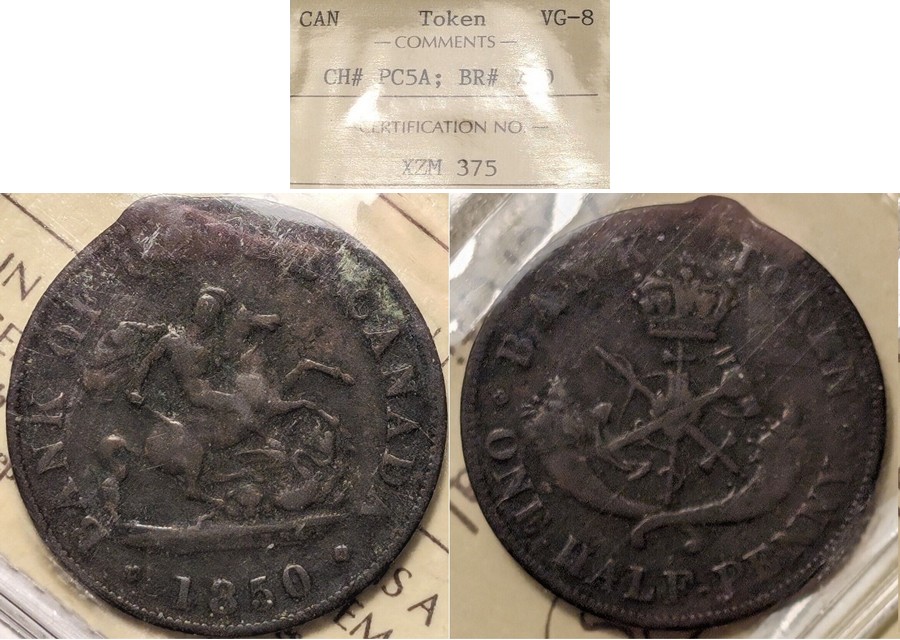 CAN Token VG-8
— COMMENTS —
CH# PC5A; BR#
— CERTIFICATION NO. —
XZM 375
BANK OF CANADA
1850
BANK TOKEN
ONE HALF-PENNY